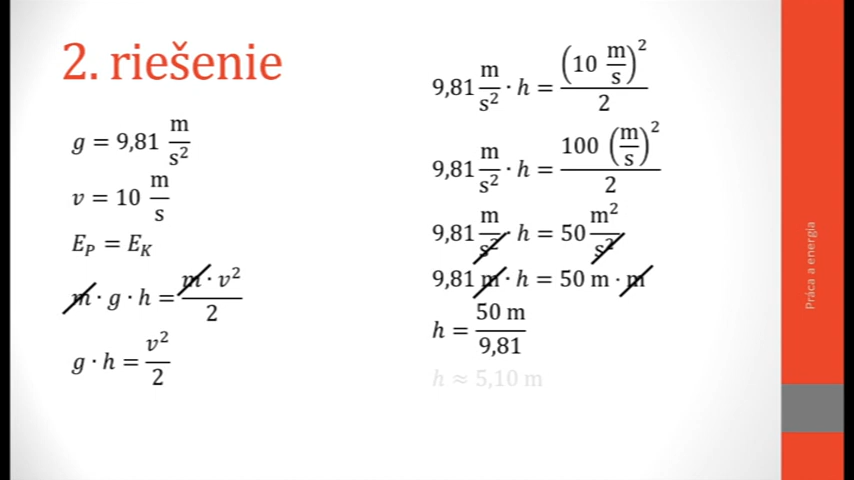 2. riešenie
g = 9,81 m/s²
v = 10 m/s
E_P = E_K
m · g · h = m · v²/2
g · h = v²/2
9,81 m/s² · h = (10 m/s)²/2
9,81 m/s² · h = 100 (m/s)²/2
9,81 m/s² · h = 50 m²/s²
9,81 m · h = 50 m · m
h = 50 m/9,81
h ≈ 5,10 m
Práca a energia